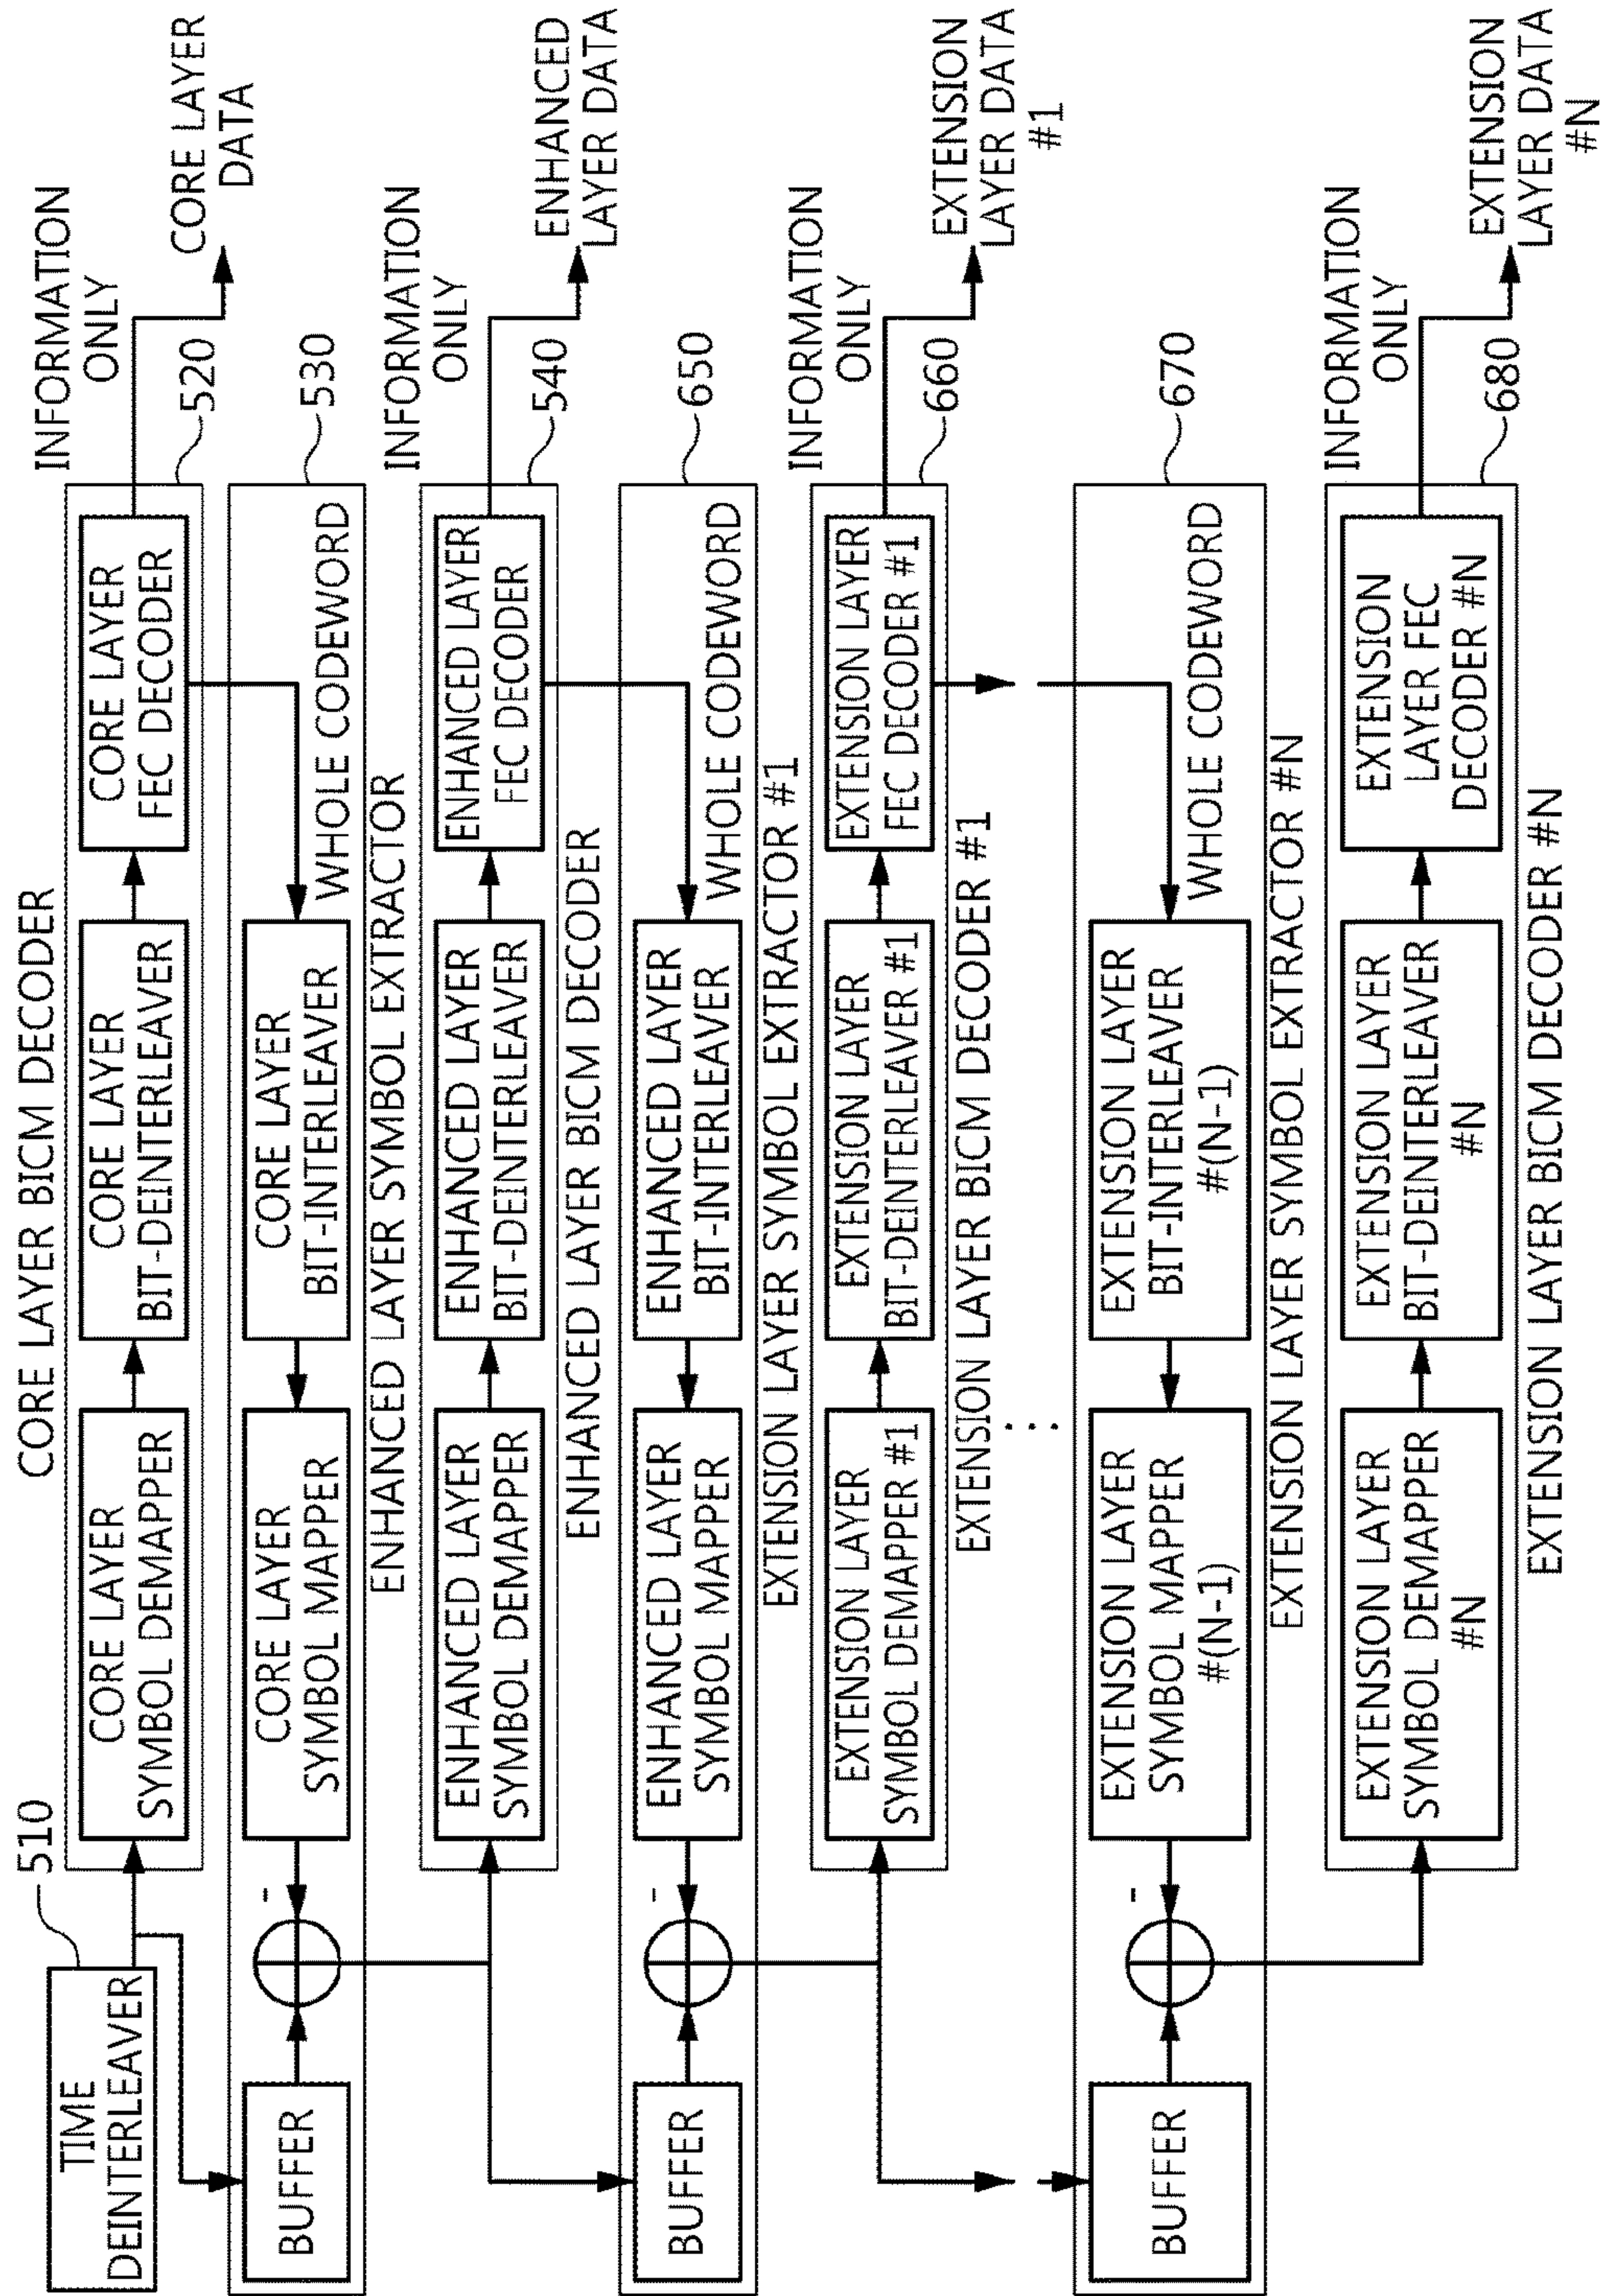 510
TIME
DEINTERLEAVER
CORE LAYER BICM DECODER
CORE LAYER
SYMBOL DEMAPPER
CORE LAYER
BIT-DEINTERLEAVER
CORE LAYER
FEC DECODER
INFORMATION
ONLY
520
CORE LAYER
DATA
BUFFER
-
CORE LAYER
SYMBOL MAPPER
CORE LAYER
BIT-INTERLEAVER
WHOLE CODEWORD
530
ENHANCED LAYER SYMBOL EXTRACTOR
ENHANCED LAYER
SYMBOL DEMAPPER
ENHANCED LAYER
BIT-DEINTERLEAVER
ENHANCED LAYER
FEC DECODER
INFORMATION
ONLY
540
ENHANCED
LAYER DATA
ENHANCED LAYER BICM DECODER
BUFFER
-
ENHANCED LAYER
SYMBOL MAPPER
ENHANCED LAYER
BIT-INTERLEAVER
WHOLE CODEWORD
650
EXTENSION LAYER SYMBOL EXTRACTOR #1
EXTENSION LAYER
SYMBOL DEMAPPER #1
EXTENSION LAYER
BIT-DEINTERLEAVER #1
EXTENSION LAYER
FEC DECODER #1
INFORMATION
ONLY
660
EXTENSION
LAYER DATA
#1
EXTENSION LAYER BICM DECODER #1
...
BUFFER
-
EXTENSION LAYER
SYMBOL MAPPER
#(N-1)
EXTENSION LAYER
BIT-INTERLEAVER
#(N-1)
WHOLE CODEWORD
670
EXTENSION LAYER SYMBOL EXTRACTOR #N
EXTENSION LAYER
SYMBOL DEMAPPER
#N
EXTENSION LAYER
BIT-DEINTERLEAVER
#N
EXTENSION
LAYER FEC
DECODER #N
INFORMATION
ONLY
680
EXTENSION
LAYER DATA
#N
EXTENSION LAYER BICM DECODER #N